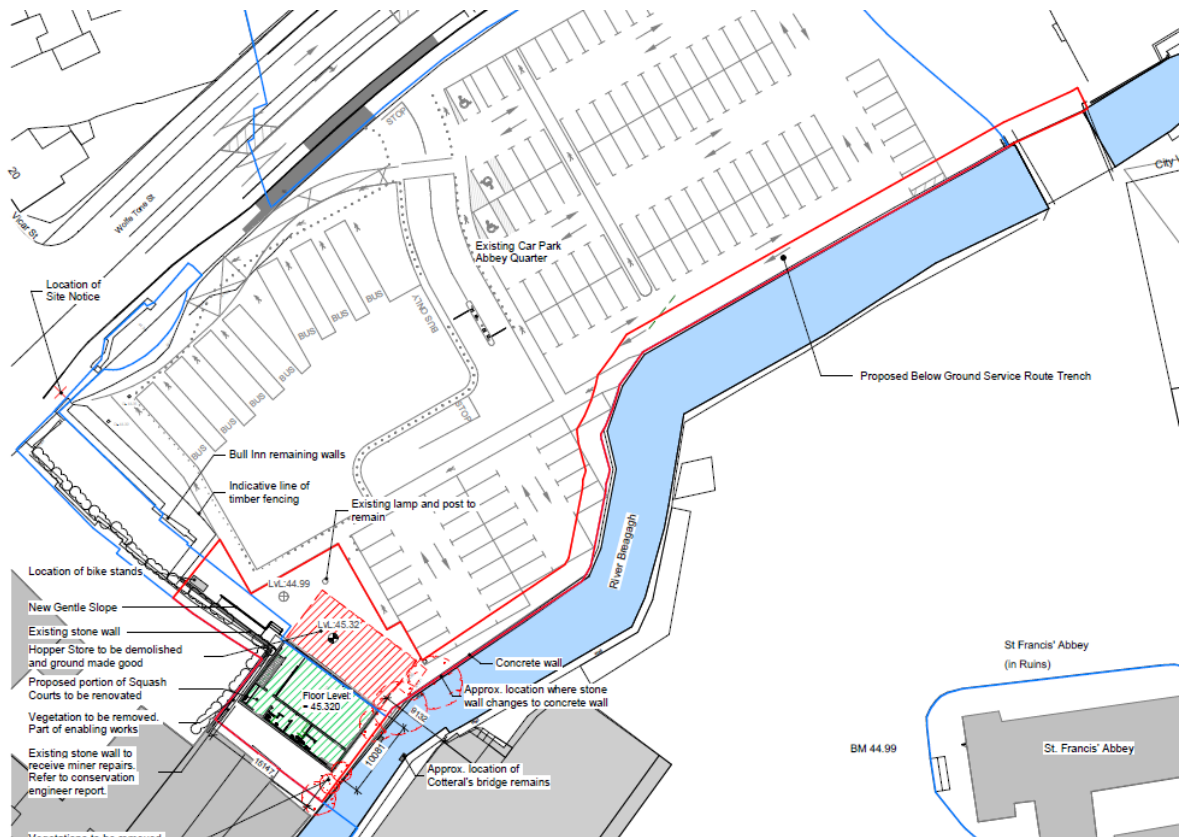 20
Vicar St
Wolfe Tone St
STOP
City
Existing Car Park
Abbey Quarter
Location of
Site Notice
BUS
BUS
BUS
BUS
BUS
BUS
BUS ONLY
Proposed Below Ground Service Route Trench
STOP
Bull Inn remaining walls
Indicative line of
timber fencing
Existing lamp and post to
remain
River Breagagh
Location of bike stands
LvL:44.99
New Gentle Slope
LvL:45.32
Existing stone wall
Hopper Store to be demolished
and ground made good
Concrete wall
St Francis' Abbey
(in Ruins)
Proposed portion of Squash
Courts to be renovated
Floor Level:
= 45.320
Approx. location where stone
wall changes to concrete wall
9132
Vegetation to be removed.
Part of enabling works
BM 44.99
St. Francis' Abbey
Existing stone wall to
receive miner repairs.
Refer to conservation
engineer report.
16147
10081
Approx. location of
Cotteral's bridge remains